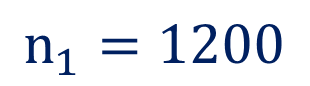 n₁ = 1200